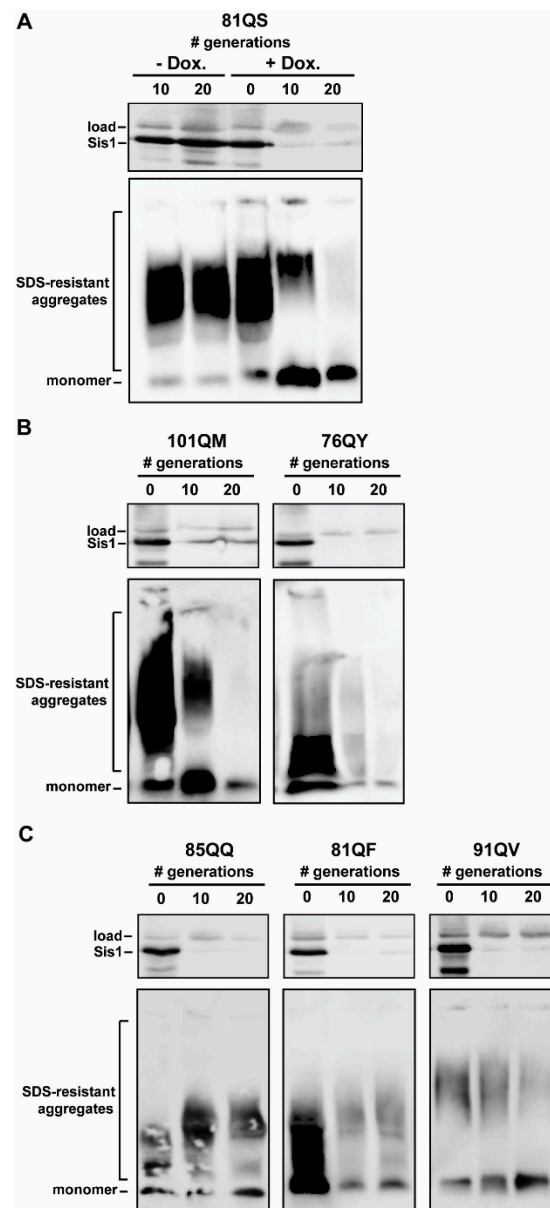 A
81QS
# generations
- Dox. + Dox.
10 20 0 10 20
load
Sis1
SDS-resistant
aggregates
monomer
B
101QM 76QY
# generations # generations
0 10 20 0 10 20
load
Sis1
SDS-resistant
aggregates
monomer
C
85QQ 81QF 91QV
# generations # generations # generations
0 10 20 0 10 20 0 10 20
load
Sis1
SDS-resistant
aggregates
monomer